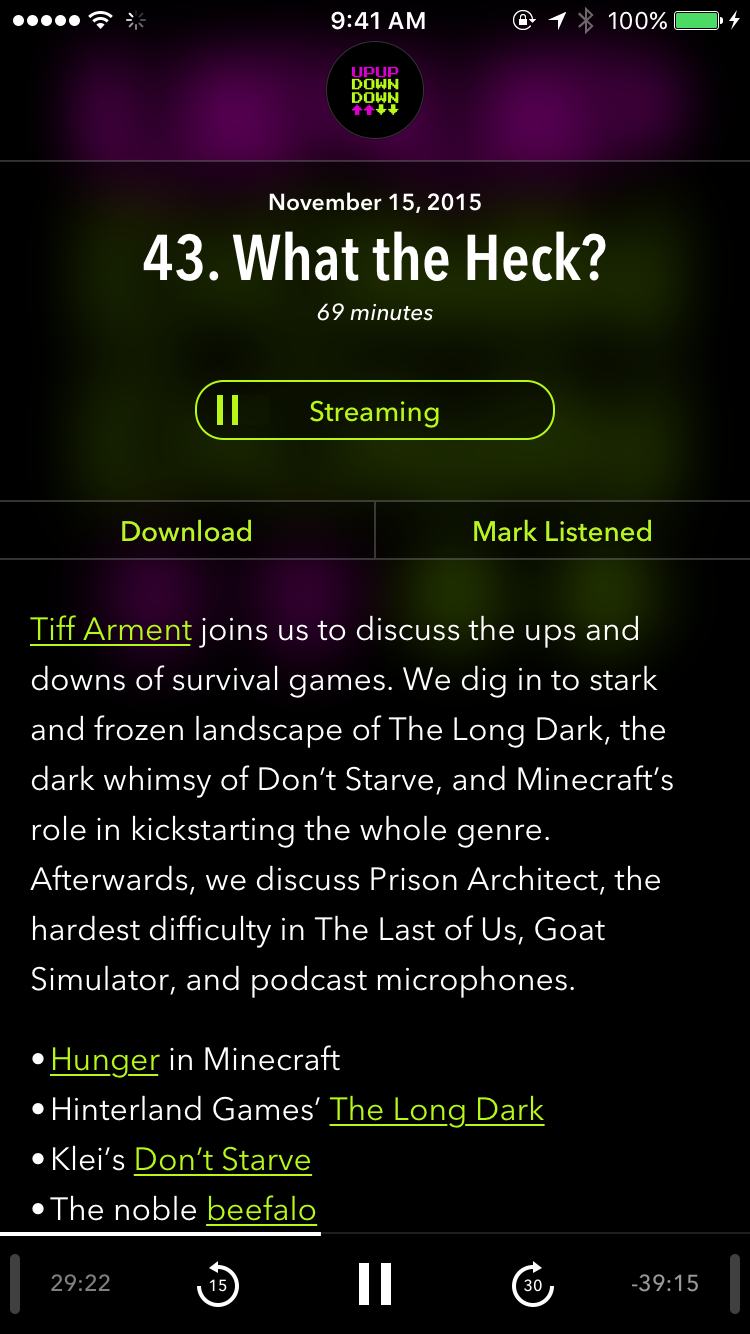 9:41 AM 100%
UPUP
DOWN
DOWN
November 15, 2015
43. What the Heck?
69 minutes
Streaming
Download Mark Listened
Tiff Arment joins us to discuss the ups and
downs of survival games. We dig in to stark
and frozen landscape of The Long Dark, the
dark whimsy of Don’t Starve, and Minecraft’s
role in kickstarting the whole genre.
Afterwards, we discuss Prison Architect, the
hardest difficulty in The Last of Us, Goat
Simulator, and podcast microphones.
• Hunger in Minecraft
• Hinterland Games’ The Long Dark
• Klei’s Don’t Starve
• The noble beefalo
29:22 15 30 -39:15